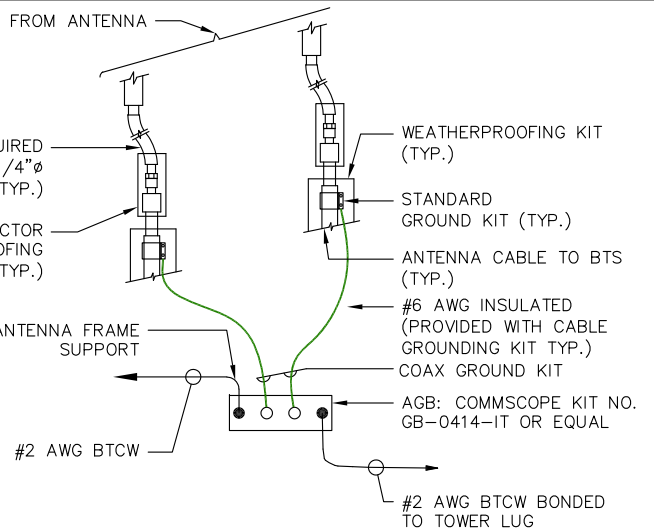 FROM ANTENNA
UIRED
/4"ø
TYP.)
CTOR
OFING
TYP.)
WEATHERPROOFING KIT
(TYP.)
STANDARD
GROUND KIT (TYP.)
ANTENNA CABLE TO BTS
(TYP.)
#6 AWG INSULATED
(PROVIDED WITH CABLE
GROUNDING KIT TYP.)
ANTENNA FRAME
SUPPORT
COAX GROUND KIT
AGB: COMMSCOPE KIT NO.
GB-0414-IT OR EQUAL
#2 AWG BTCW
#2 AWG BTCW BONDED
TO TOWER LUG